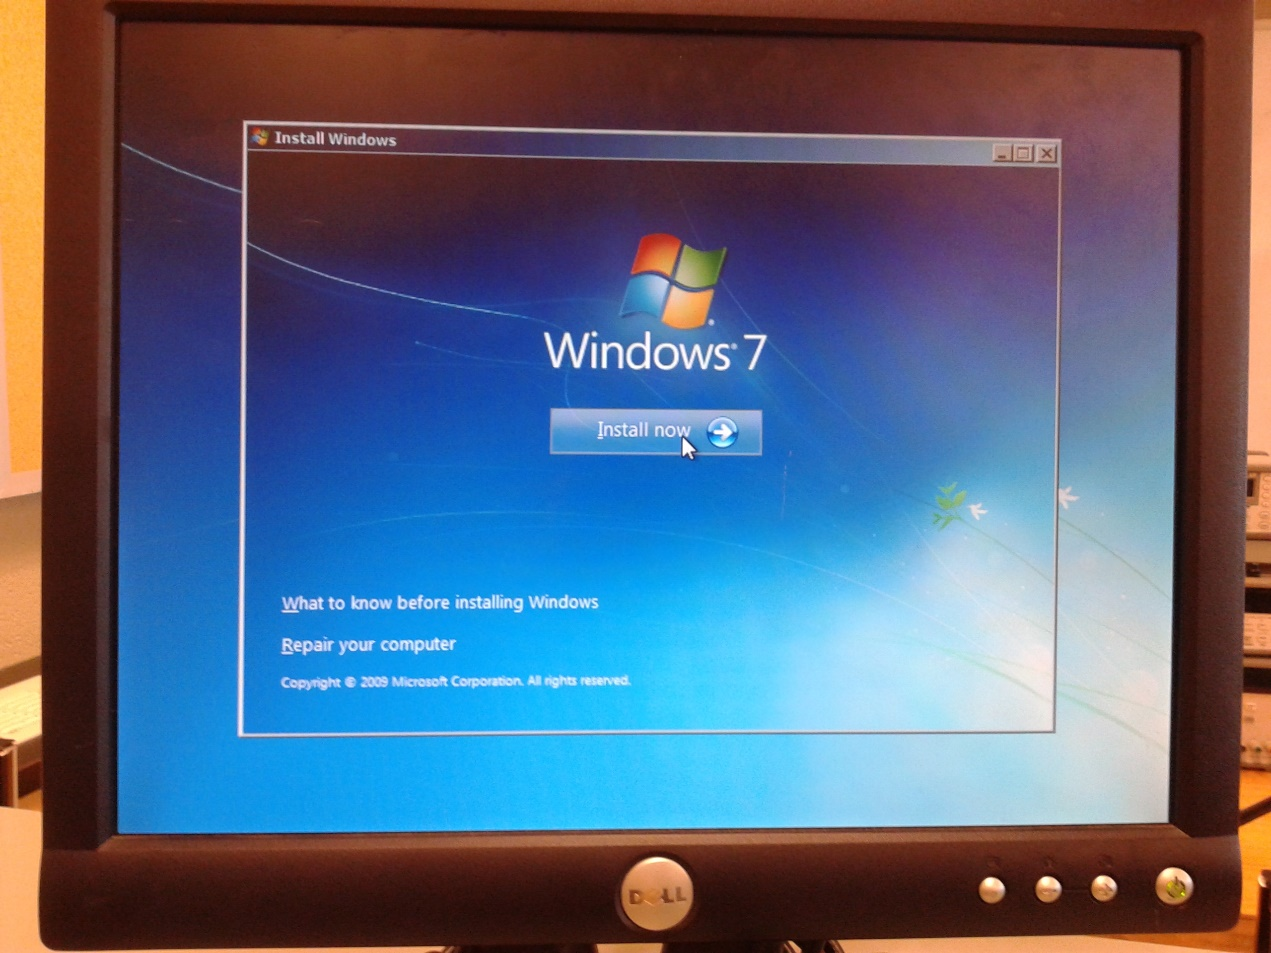 Install Windows
Windows® 7
Install now
What to know before installing Windows
Repair your computer
Copyright © 2009 Microsoft Corporation. All rights reserved.
DELL